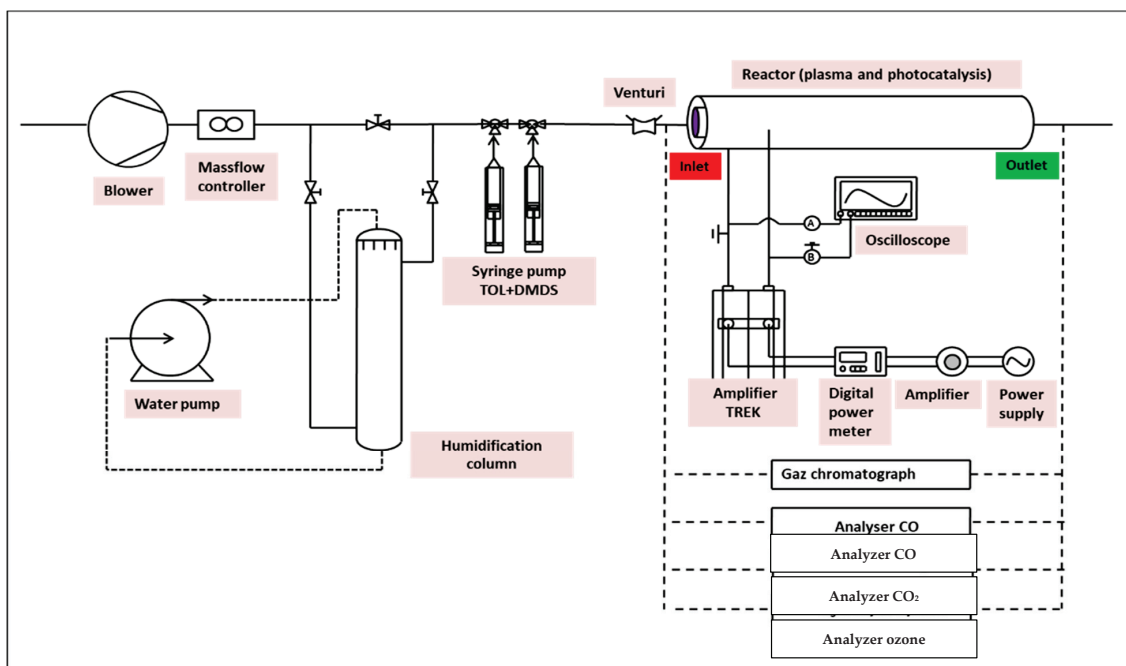 Reactor (plasma and photocatalysis)
Venturi
Massflow
controller
Blower
Inlet
Outlet
A
B
Oscilloscope
Syringe pump
TOL+DMDS
Water pump
Humidification
column
Amplifier
TREK
Digital
power
meter
Amplifier
Power
supply
Gaz chromatograph
Analyser CO
Analyzer CO
Analyzer CO₂
Analyzer ozone